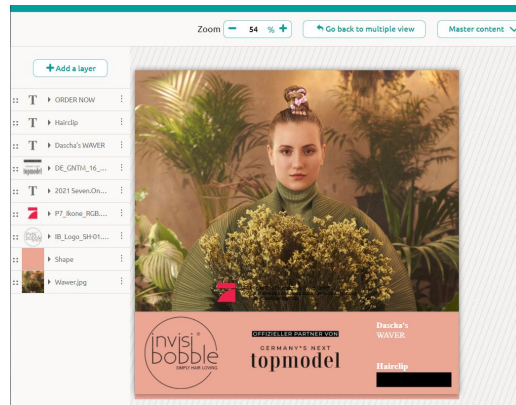 Zoom − 54 % + Go back to multiple view Master content
+ Add a layer
T ORDER NOW
T Hairclip
T Dascha's WAVER
DE_GNTM_16_...
T 2021 Seven.On...
P7_Ikone_RGB....
IB_Logo_SH-01....
Shape
Wawer.jpg
invisi
bobble®
SIMPLY HAIR LOVING
OFFIZIELLER PARTNER VON
GERMANY'S NEXT
topmodel
Dascha's
WAVER
Hairclip